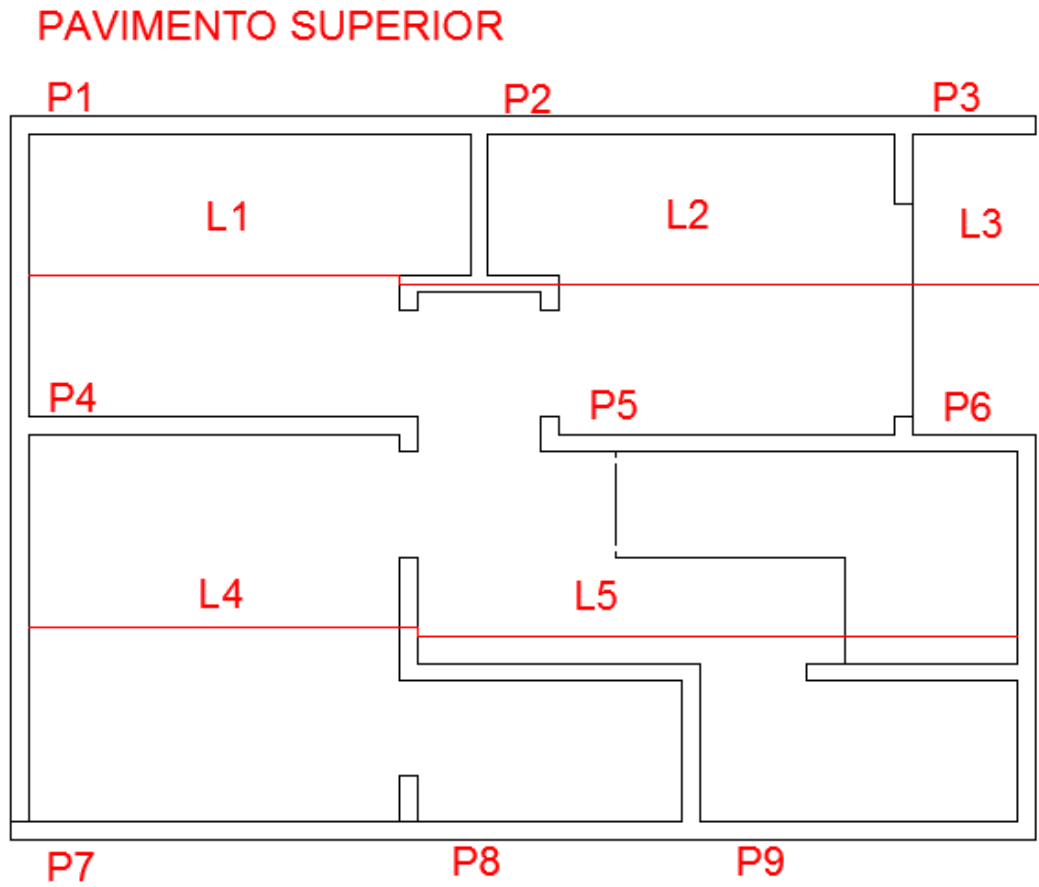 PAVIMENTO SUPERIOR
P1 P2 P3
L1 L2 L3
P4 P5 P6
L4 L5
P7 P8 P9